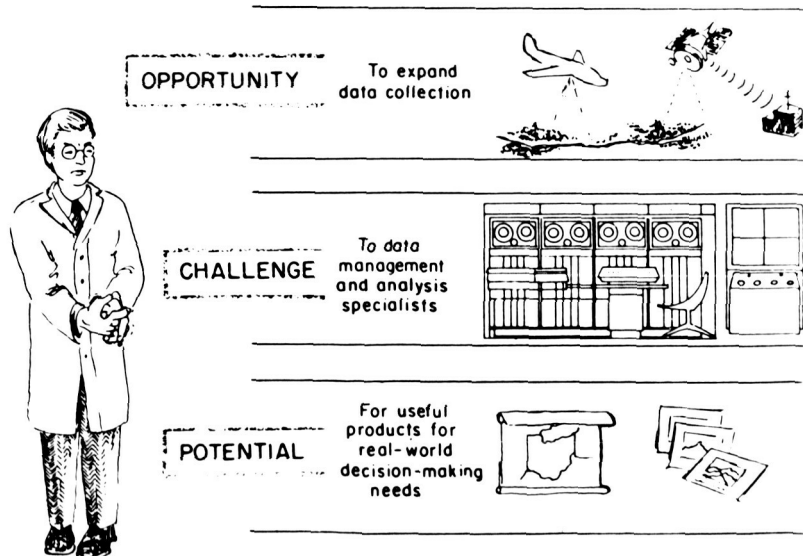 OPPORTUNITY
To expand
data collection
CHALLENGE
To data
management
and analysis
specialists
POTENTIAL
For useful
products for
real-world
decision-making
needs